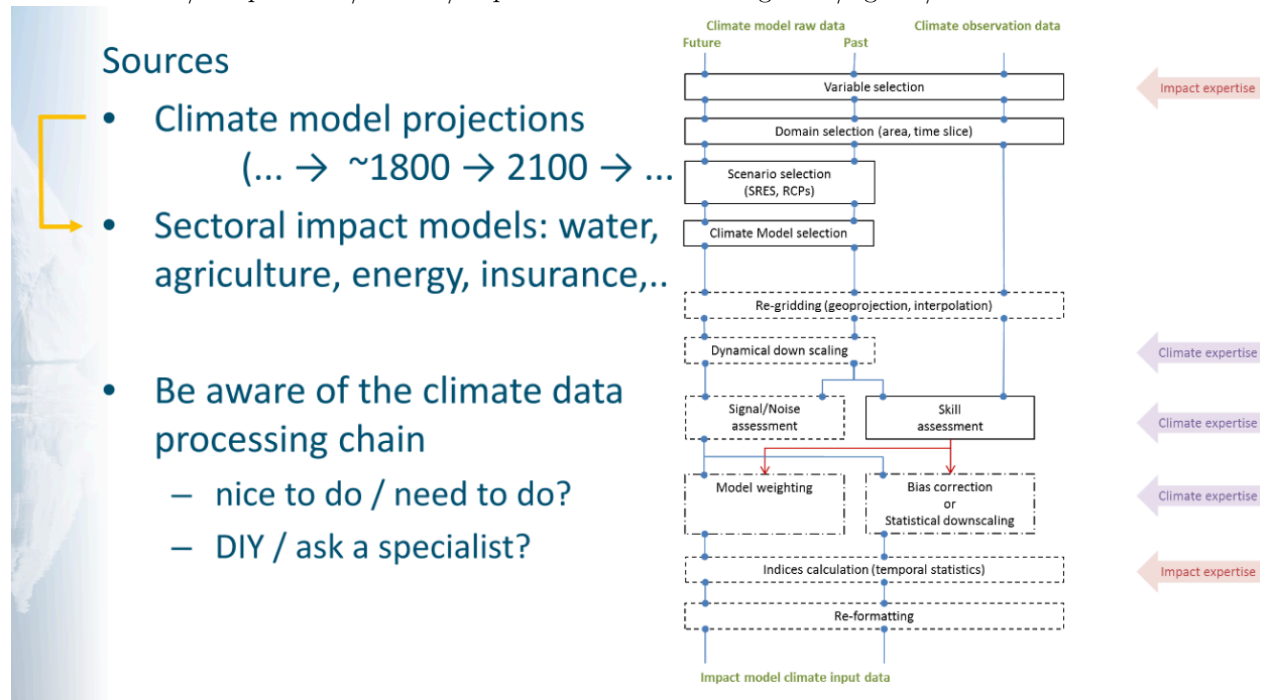 Sources
• Climate model projections
(... → ~1800 → 2100 → ...
• Sectoral impact models: water,
agriculture, energy, insurance,..
• Be aware of the climate data
processing chain
– nice to do / need to do?
– DIY / ask a specialist?
Climate model raw data
Climate observation data
Future
Past
Variable selection
Impact expertise
Domain selection (area, time slice)
Scenario selection
(SRES, RCPs)
Climate Model selection
Re-gridding (geoprojection, interpolation)
Dynamical down scaling
Climate expertise
Signal/Noise
assessment
Skill
assessment
Climate expertise
Model weighting
Bias correction
or
Statistical downscaling
Climate expertise
Indices calculation (temporal statistics)
Impact expertise
Re-formatting
Impact model climate input data